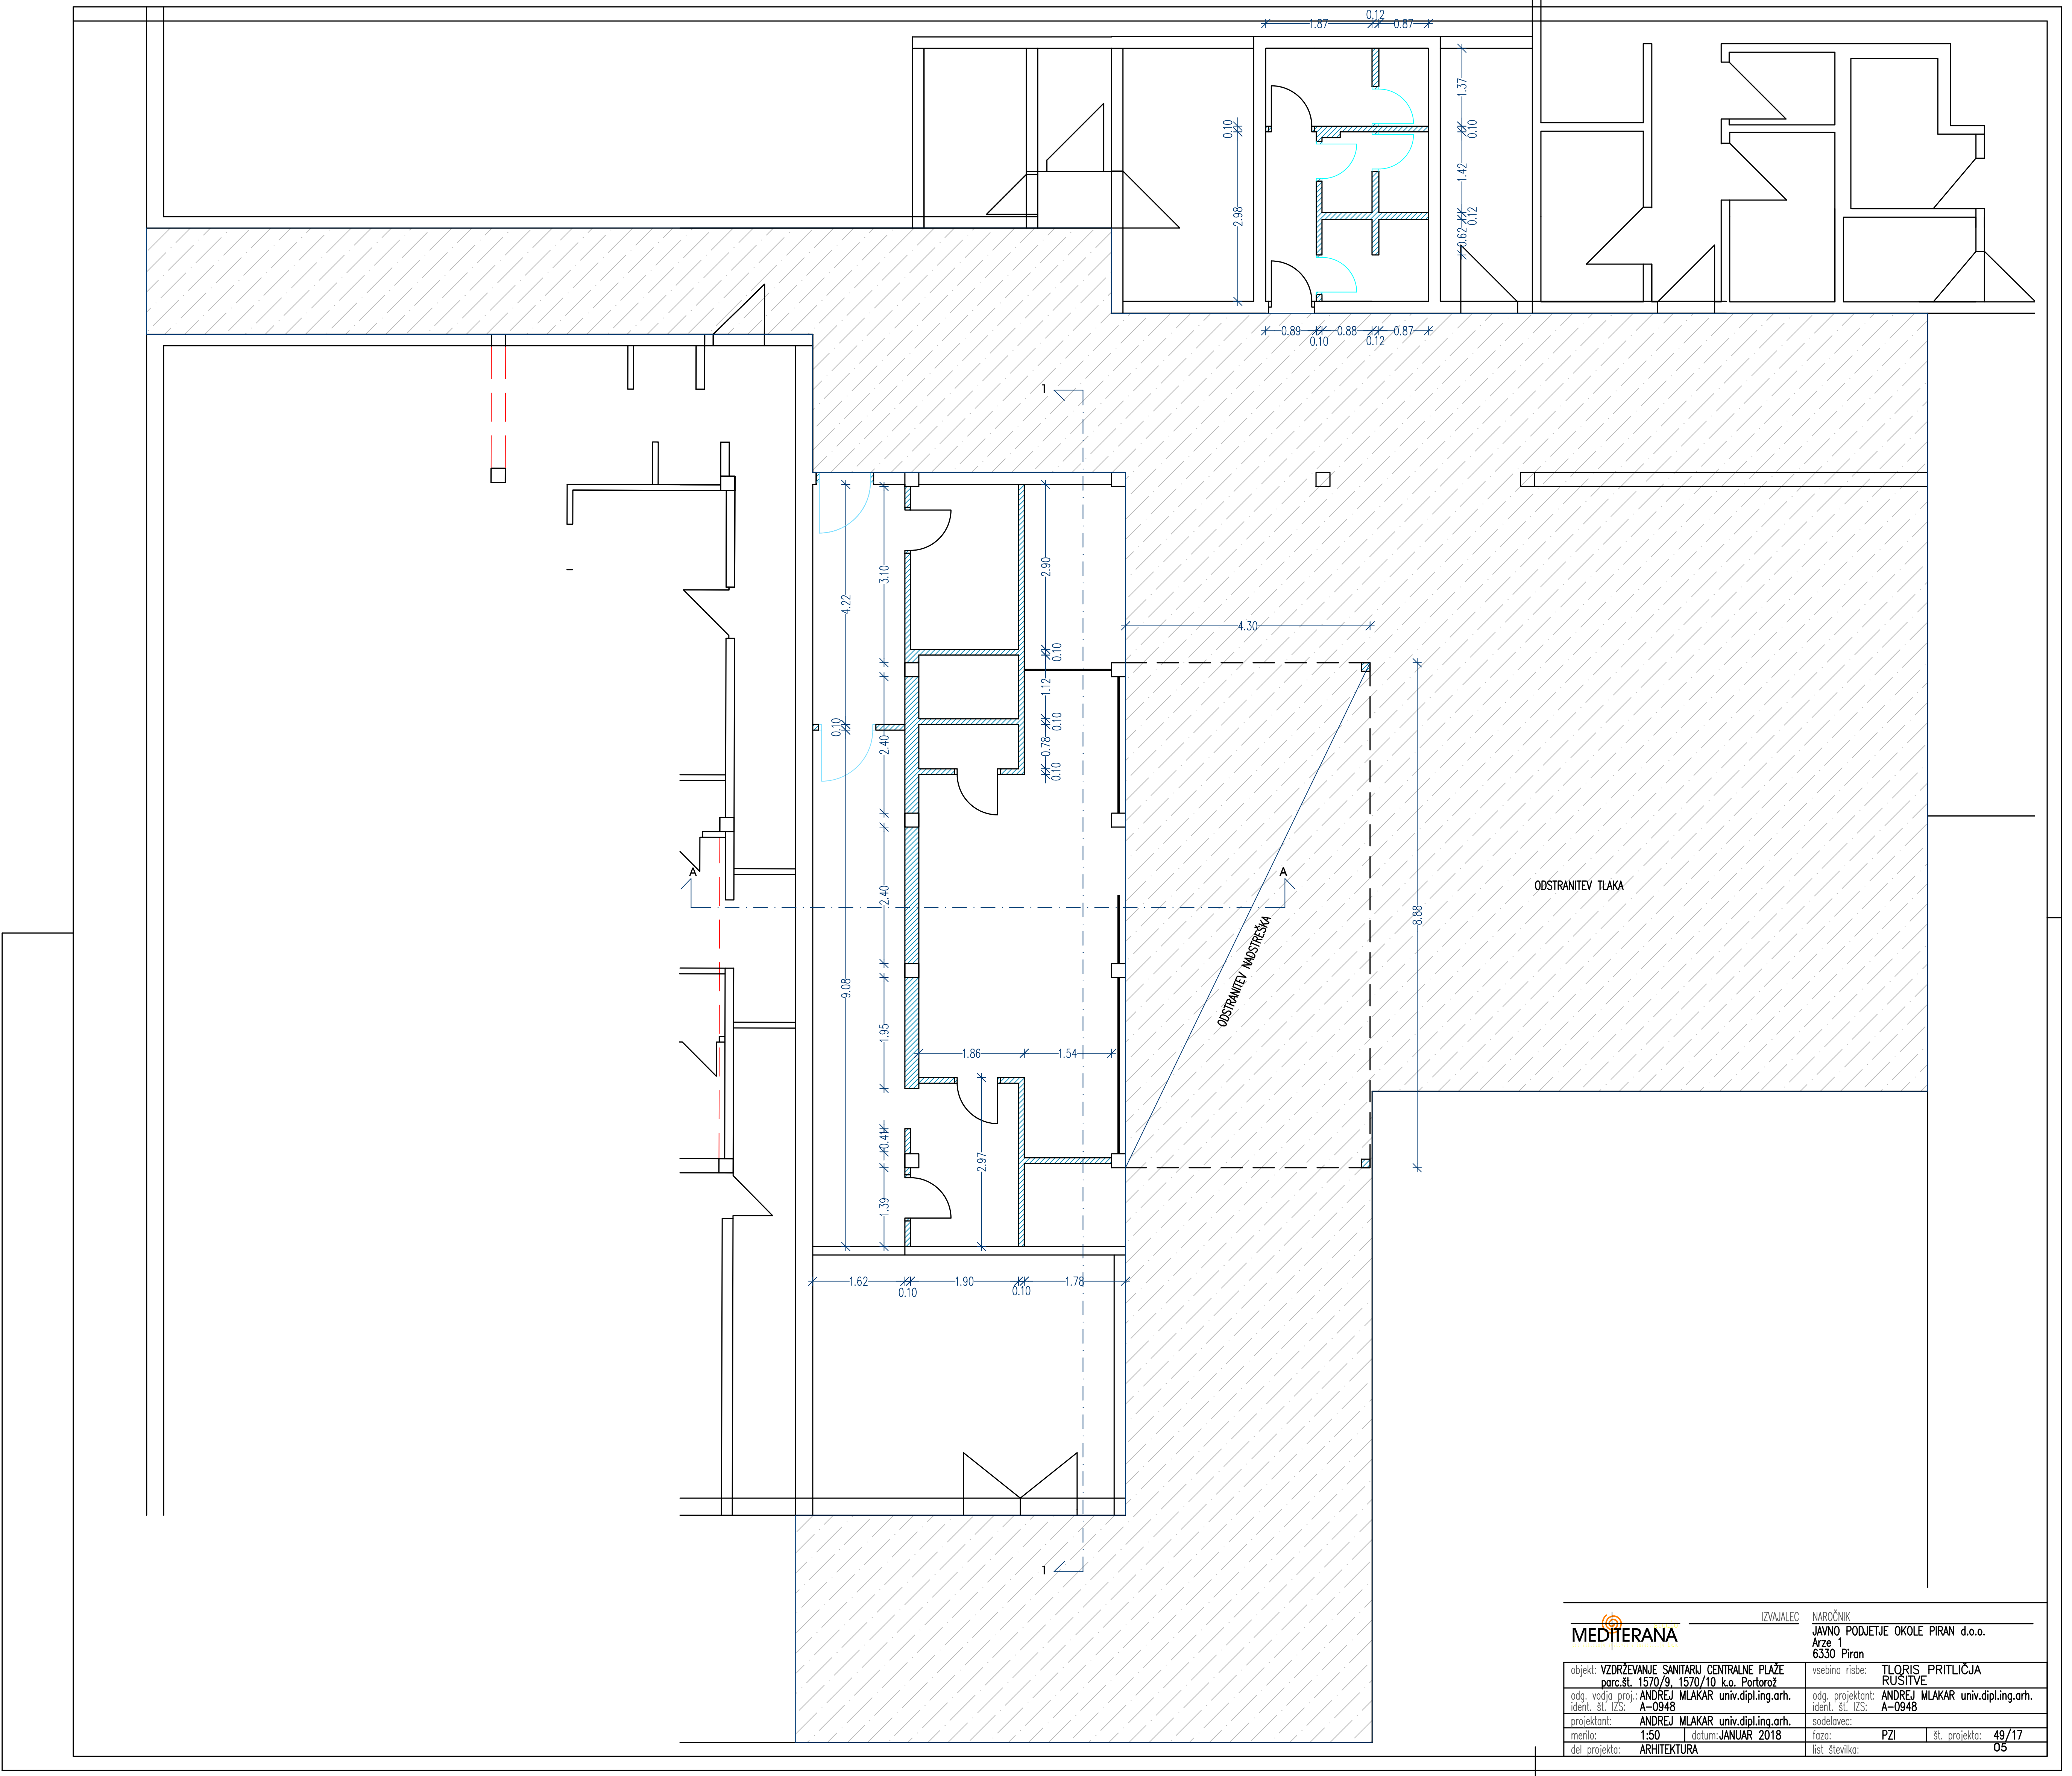 0.12
1.87
0.87
1.37
0.10
0.10
1.42
2.98
0.12
0.62
0.89
0.88
0.87
0.10
0.12
1
2.90
3.10
4.22
4.30
0.10
1.12
0.10
0.10
2.40
0.78
0.10
A
A
ODSTRANITEV TLAKA
2.40
8.88
ODSTRANITEV NADSTREŠKA
9.08
1.95
1.86
1.54
0.41
2.97
1.39
1.62
1.90
1.78
0.10
0.10
1
IZVAJALEC
NAROČNIK
MEDITERANA
JAVNO PODJETJE OKOLE PIRAN d.o.o.
Arze 1
6330 Piran
objekt: VZDRŽEVANJE SANITARIJ CENTRALNE PLAŽE
parc.št. 1570/9, 1570/10 k.o. Portorož
vsebina risbe: TLORIS PRITLIČJA
RUŠITVE
odg. vodja proj.: ANDREJ MLAKAR univ.dipl.ing.arh.
ident. št. IZS: A-0948
odg. projektant: ANDREJ MLAKAR univ.dipl.ing.arh.
ident. št. IZS: A-0948
projektant: ANDREJ MLAKAR univ.dipl.ing.arh.
sodelavec:
merilo: 1:50 datum: JANUAR 2018
faza: PZI št. projekta: 49/17
del projekta: ARHITEKTURA
list številka: 05